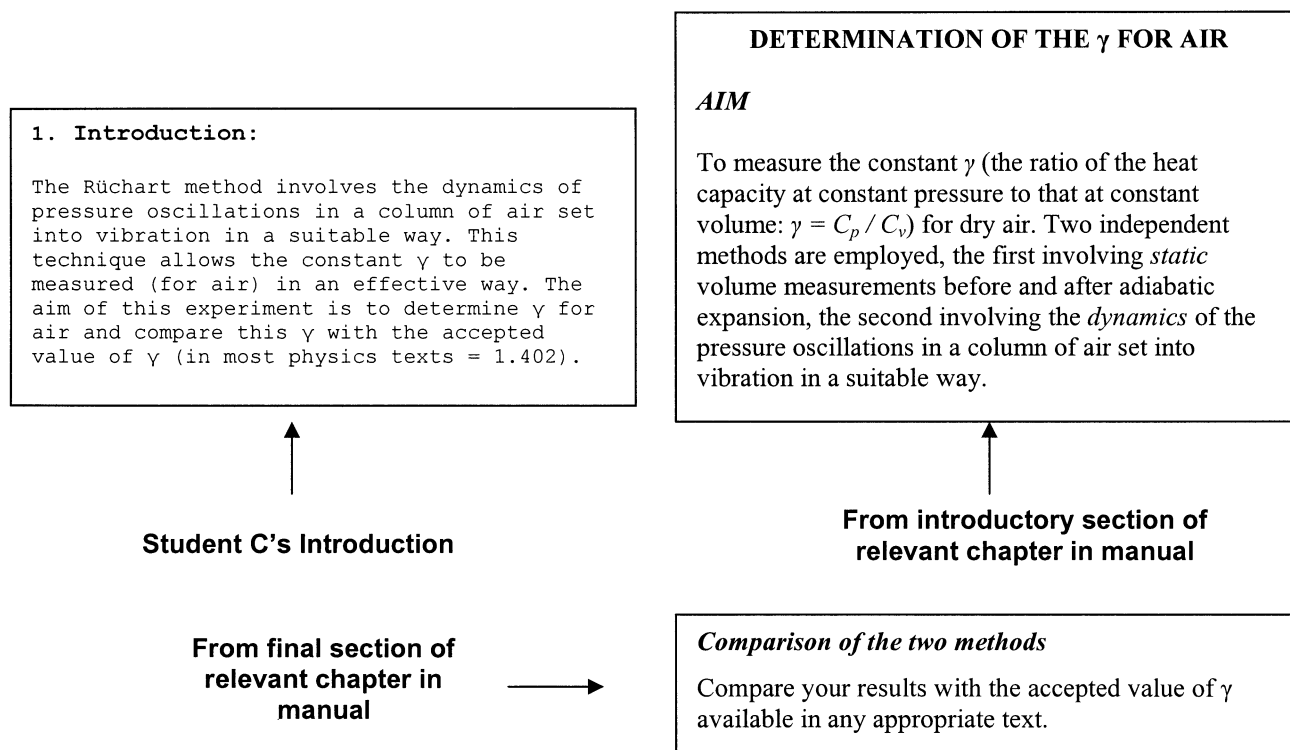 1. Introduction:
The Rüchart method involves the dynamics of
pressure oscillations in a column of air set
into vibration in a suitable way. This
technique allows the constant γ to be
measured (for air) in an effective way. The
aim of this experiment is to determine γ for
air and compare this γ with the accepted
value of γ (in most physics texts = 1.402).
Student C's Introduction
DETERMINATION OF THE γ FOR AIR
AIM
To measure the constant γ (the ratio of the heat
capacity at constant pressure to that at constant
volume: γ = Cp / Cv) for dry air. Two independent
methods are employed, the first involving static
volume measurements before and after adiabatic
expansion, the second involving the dynamics of the
pressure oscillations in a column of air set into
vibration in a suitable way.
From introductory section of
relevant chapter in manual
From final section of
relevant chapter in
manual
Comparison of the two methods
Compare your results with the accepted value of γ
available in any appropriate text.